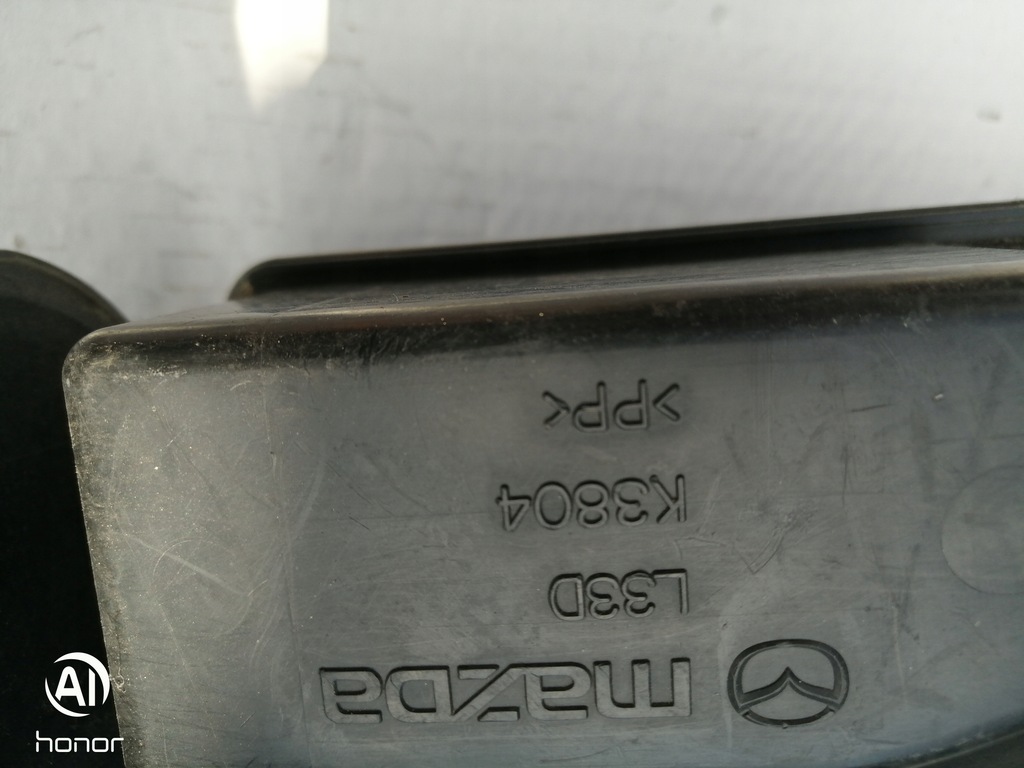 mazDa
L33D
K3804
>PP<
AI
honor